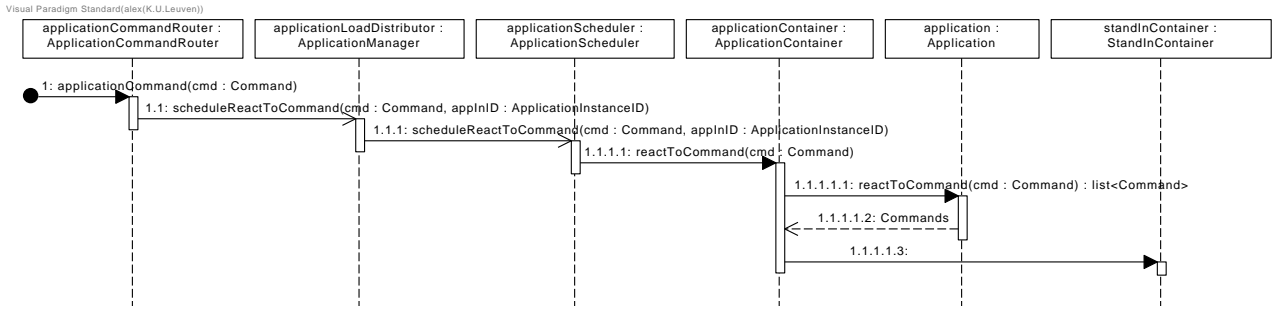 Visual Paradigm Standard(alex(K.U.Leuven))
applicationCommandRouter :
ApplicationCommandRouter
applicationLoadDistributor :
ApplicationManager
applicationScheduler :
ApplicationScheduler
applicationContainer :
ApplicationContainer
application :
Application
standInContainer :
StandInContainer
1: applicationCommand(cmd : Command)
1.1: scheduleReactToCommand(cmd : Command, appInID : ApplicationInstanceID)
1.1.1: scheduleReactToCommand(cmd : Command, appInID : ApplicationInstanceID)
1.1.1.1: reactToCommand(cmd : Command)
1.1.1.1.1: reactToCommand(cmd : Command) : list<Command>
1.1.1.1.2: Commands
1.1.1.1.3: